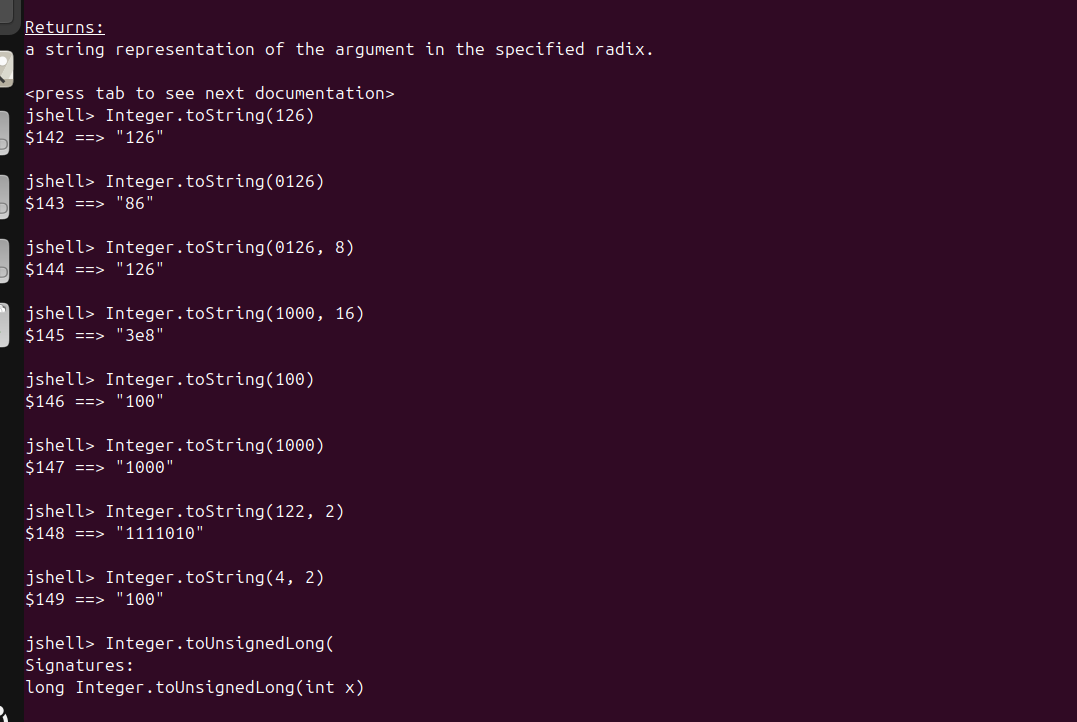 Returns:
a string representation of the argument in the specified radix.
<press tab to see next documentation>
jshell> Integer.toString(126)
$142 ==> "126"
jshell> Integer.toString(0126)
$143 ==> "86"
jshell> Integer.toString(0126, 8)
$144 ==> "126"
jshell> Integer.toString(1000, 16)
$145 ==> "3e8"
jshell> Integer.toString(100)
$146 ==> "100"
jshell> Integer.toString(1000)
$147 ==> "1000"
jshell> Integer.toString(122, 2)
$148 ==> "1111010"
jshell> Integer.toString(4, 2)
$149 ==> "100"
jshell> Integer.toUnsignedLong(
Signatures:
long Integer.toUnsignedLong(int x)